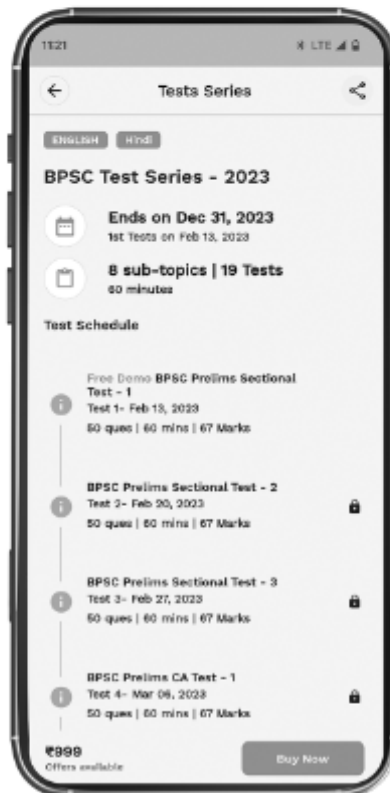 11:21
LTE
Tests Series
ENGLISH Hindi
BPSC Test Series - 2023
Ends on Dec 31, 2023
1st Tests on Feb 13, 2023
8 sub-topics | 19 Tests
60 minutes
Test Schedule
Free Demo BPSC Prelims Sectional
Test - 1
Test 1- Feb 13, 2023
50 ques | 60 mins | 67 Marks
BPSC Prelims Sectional Test - 2
Test 2- Feb 20, 2023
50 ques | 60 mins | 67 Marks
BPSC Prelims Sectional Test - 3
Test 3- Feb 27, 2023
50 ques | 60 mins | 67 Marks
BPSC Prelims CA Test - 1
Test 4- Mar 06, 2023
50 ques | 60 mins | 67 Marks
₹999
Offers available
Buy Now